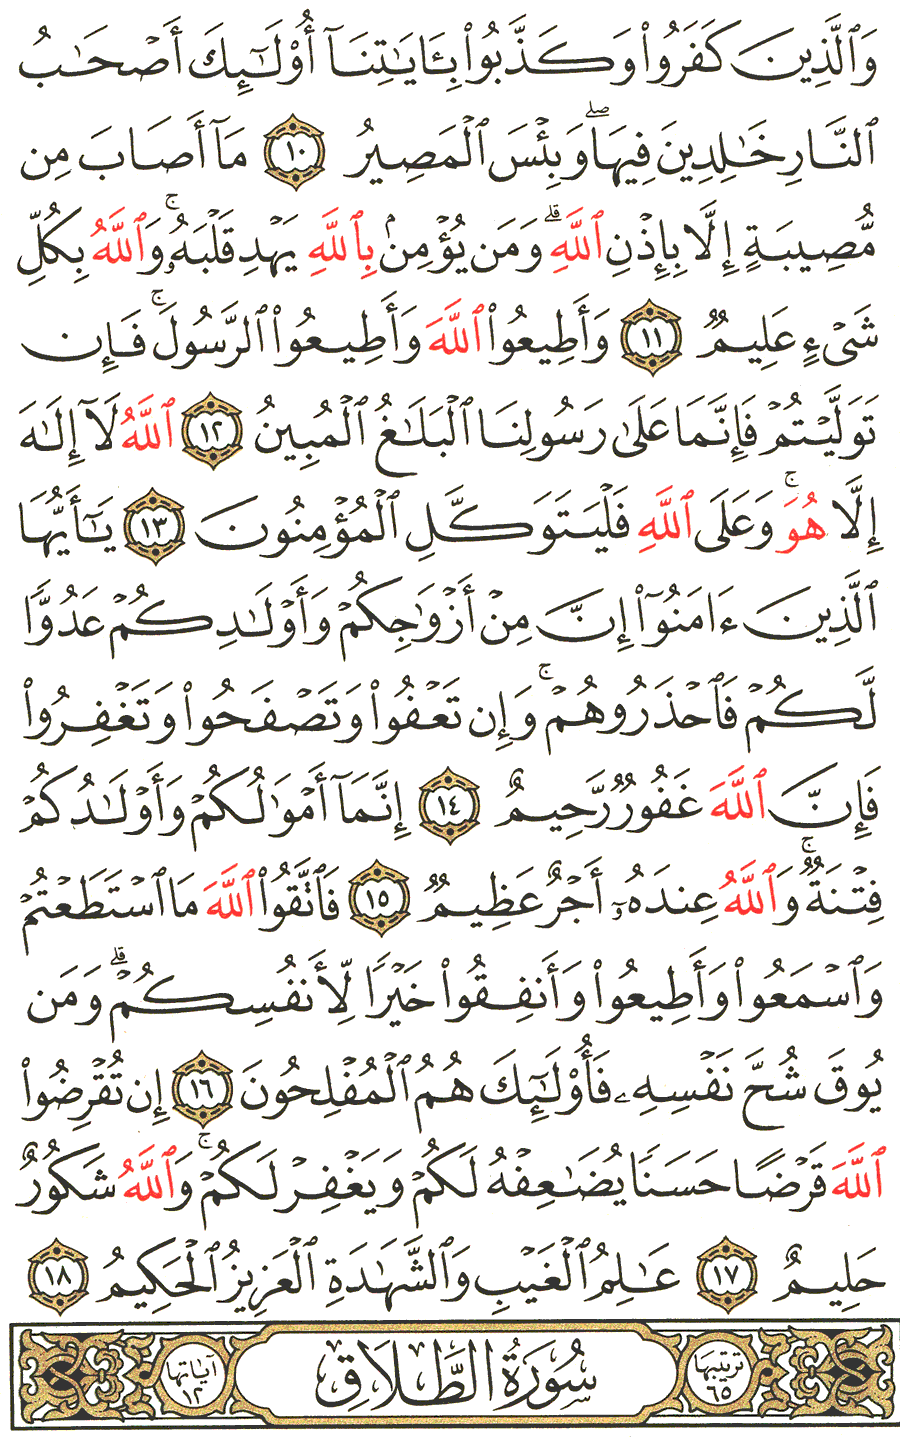 وَٱلَّذِينَ كَفَرُوا۟ وَكَذَّبُوا۟ بِـَٔايَـٰتِنَآ أُو۟لَـٰٓئِكَ أَصْحَـٰبُ
ٱلنَّارِ خَـٰلِدِينَ فِيهَا ۖ وَبِئْسَ ٱلْمَصِيرُ ١٠ مَآ أَصَابَ مِن
مُّصِيبَةٍ إِلَّا بِإِذْنِ ٱللَّهِ ۗ وَمَن يُؤْمِنۢ بِٱللَّهِ يَهْدِ قَلْبَهُۥ ۚ وَٱللَّهُ بِكُلِّ
شَىْءٍ عَلِيمٌ ١١ وَأَطِيعُوا۟ ٱللَّهَ وَأَطِيعُوا۟ ٱلرَّسُولَ ۚ فَإِن
تَوَلَّيْتُمْ فَإِنَّمَا عَلَىٰ رَسُولِنَا ٱلْبَلَـٰغُ ٱلْمُبِينُ ١٢ ٱللَّهُ لَآ إِلَـٰهَ
إِلَّا هُوَ ۚ وَعَلَى ٱللَّهِ فَلْيَتَوَكَّلِ ٱلْمُؤْمِنُونَ ١٣ يَـٰٓأَيُّهَا
ٱلَّذِينَ ءَامَنُوٓا۟ إِنَّ مِنْ أَزْوَٰجِكُمْ وَأَوْلَـٰدِكُمْ عَدُوًّا
لَّكُمْ فَٱحْذَرُوهُمْ ۚ وَإِن تَعْفُوا۟ وَتَصْفَحُوا۟ وَتَغْفِرُوا۟
فَإِنَّ ٱللَّهَ غَفُورٌ رَّحِيمٌ ١٤ إِنَّمَآ أَمْوَٰلُكُمْ وَأَوْلَـٰدُكُمْ
فِتْنَةٌ ۚ وَٱللَّهُ عِندَهُۥٓ أَجْرٌ عَظِيمٌ ١٥ فَٱتَّقُوا۟ ٱللَّهَ مَا ٱسْتَطَعْتُمْ
وَٱسْمَعُوا۟ وَأَطِيعُوا۟ وَأَنفِقُوا۟ خَيْرًا لِّأَنفُسِكُمْ ۗ وَمَن
يُوقَ شُحَّ نَفْسِهِۦ فَأُو۟لَـٰٓئِكَ هُمُ ٱلْمُفْلِحُونَ ١٦ إِن تُقْرِضُوا۟
ٱللَّهَ قَرْضًا حَسَنًا يُضَـٰعِفْهُ لَكُمْ وَيَغْفِرْ لَكُمْ ۚ وَٱللَّهُ شَكُورٌ
حَلِيمٌ ١٧ عَـٰلِمُ ٱلْغَيْبِ وَٱلشَّهَـٰدَةِ ٱلْعَزِيزُ ٱلْحَكِيمُ ١٨
ترتيبها ٦٥ سُورَةُ الطَّلَاقِ آياتها ١٢